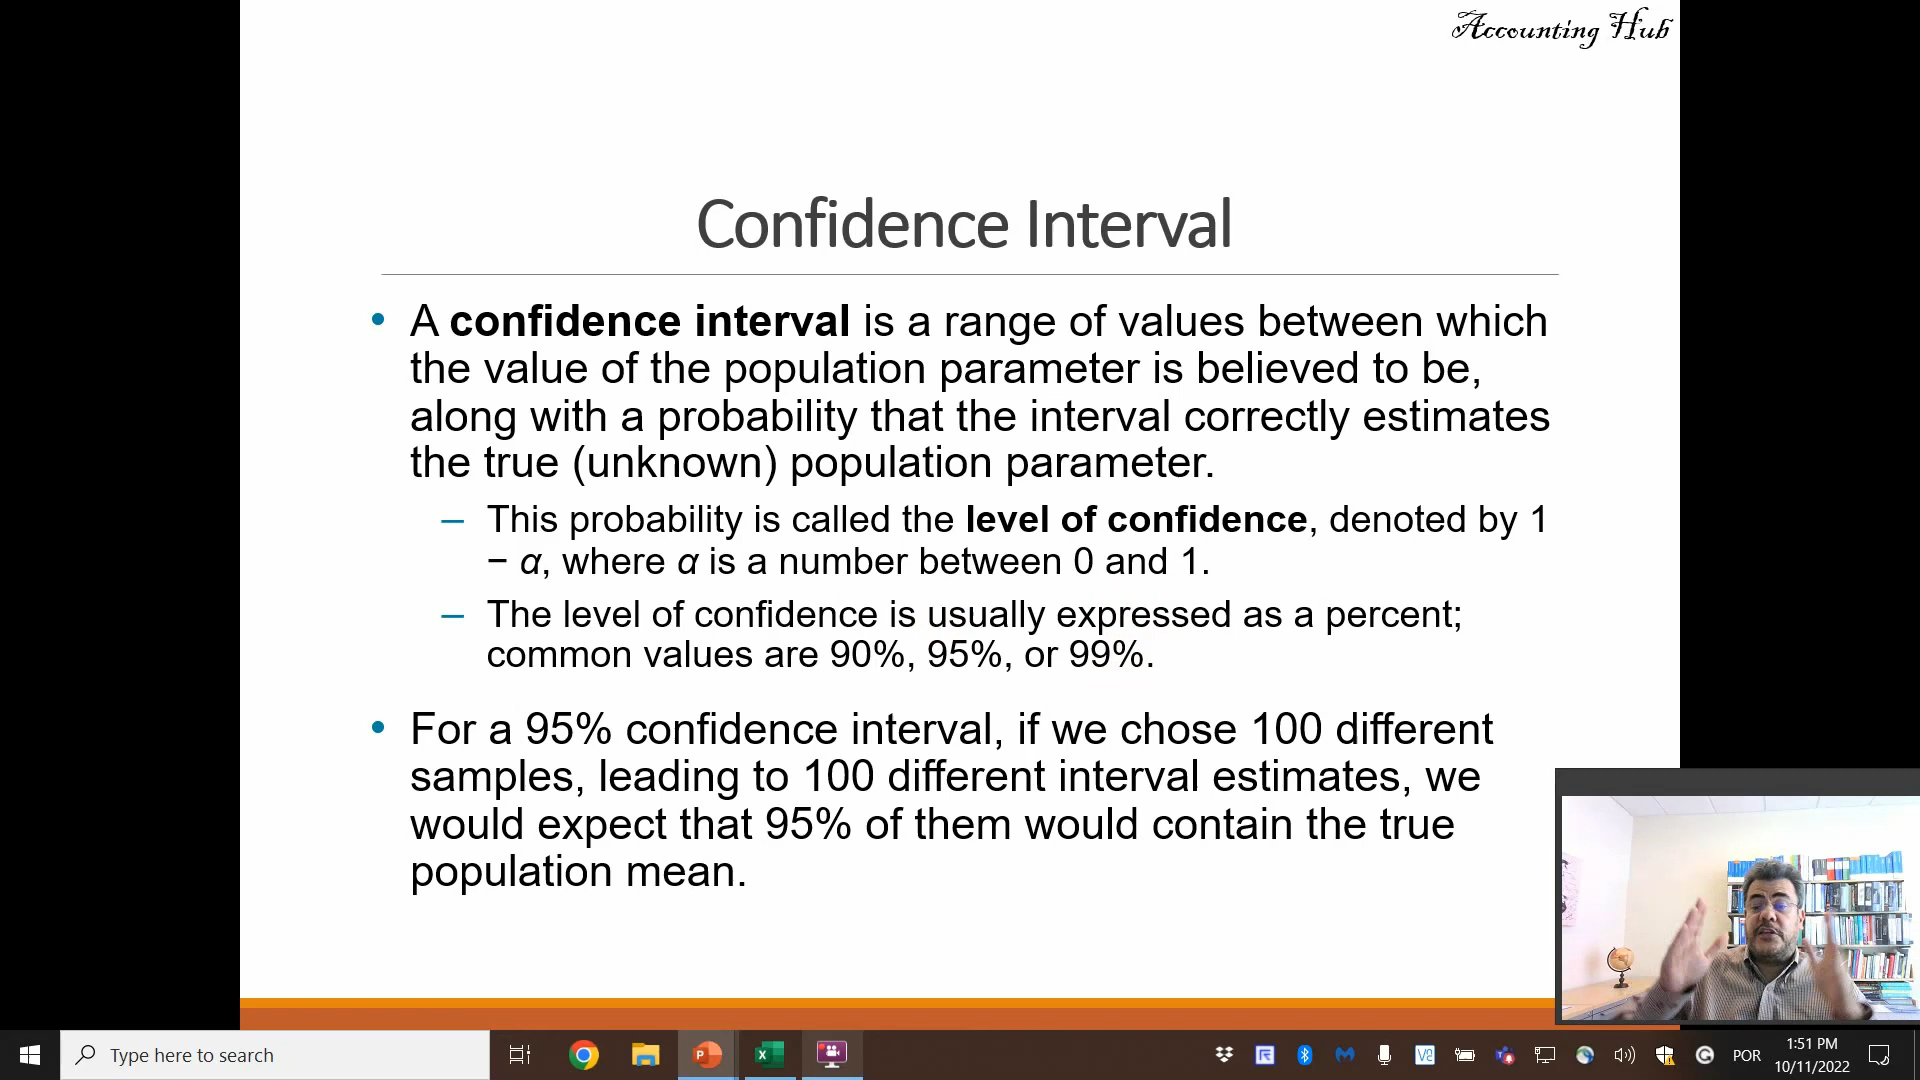 Accounting Hub
Confidence Interval
• A confidence interval is a range of values between which
the value of the population parameter is believed to be,
along with a probability that the interval correctly estimates
the true (unknown) population parameter.
– This probability is called the level of confidence, denoted by 1
− α, where α is a number between 0 and 1.
– The level of confidence is usually expressed as a percent;
common values are 90%, 95%, or 99%.
• For a 95% confidence interval, if we chose 100 different
samples, leading to 100 different interval estimates, we
would expect that 95% of them would contain the true
population mean.
Type here to search
POR
1:51 PM
10/11/2022